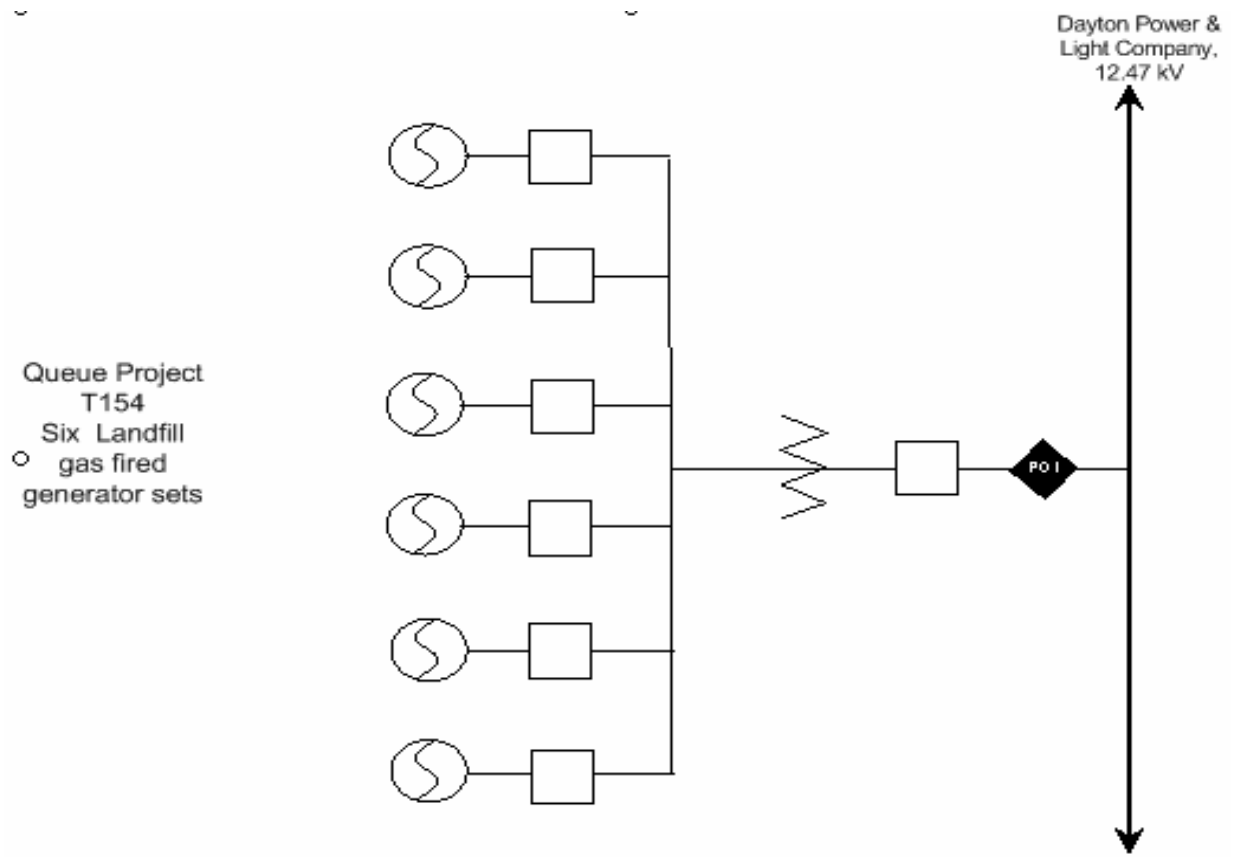 Dayton Power &
Light Company,
12.47 kV
Queue Project
T154
Six Landfill
gas fired
generator sets
POI